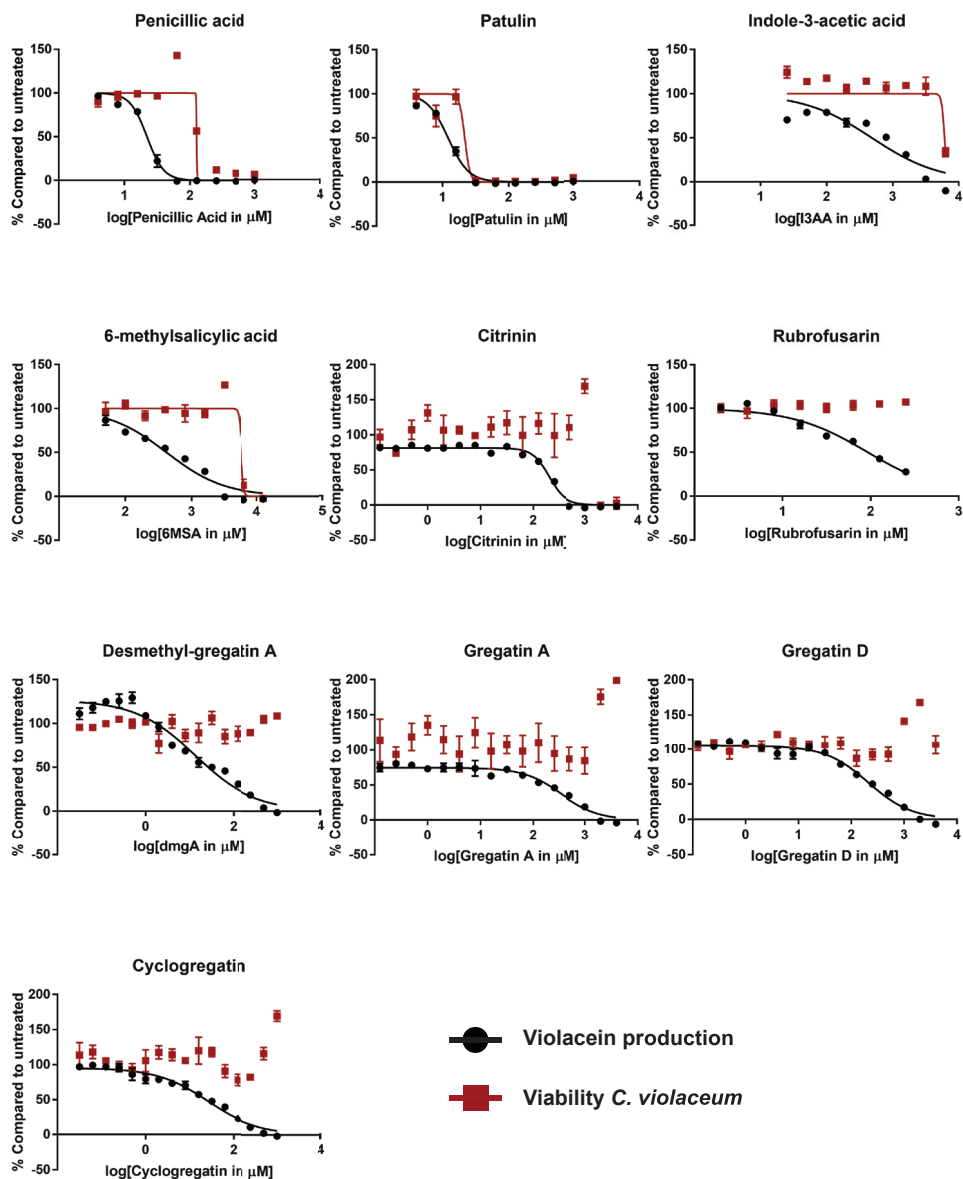 Penicillic acid
% Compared to untreated
150
100
50
0
-50
1
2
3
4
log[Penicillic Acid in μM]
Patulin
% Compared to untreated
150
100
50
0
-50
1
2
3
4
log[Patulin in μM]
Indole-3-acetic acid
% Compared to untreated
150
100
50
0
-50
1
2
3
4
log[I3AA in μM]
6-methylsalicylic acid
% Compared to untreated
150
100
50
0
-50
2
3
4
5
log[6MSA in μM]
Citrinin
% Compared to untreated
200
150
100
50
0
-50
0
2
4
log[Citrinin in μM]
Rubrofusarin
% Compared to untreated
150
100
50
0
-50
1
2
3
log[Rubrofusarin in μM]
Desmethyl-gregatin A
% Compared to untreated
150
100
50
0
-50
0
2
4
log[dmgA in μM]
Gregatin A
% Compared to untreated
200
150
100
50
0
-50
0
1
2
3
4
log[Gregatin A in μM]
Gregatin D
% Compared to untreated
200
150
100
50
0
-50
0
1
2
3
4
log[Gregatin D in μM]
Cyclogregatin
% Compared to untreated
200
150
100
50
0
-50
0
2
4
log[Cyclogregatin in μM]
Violacein production
Viability C. violaceum